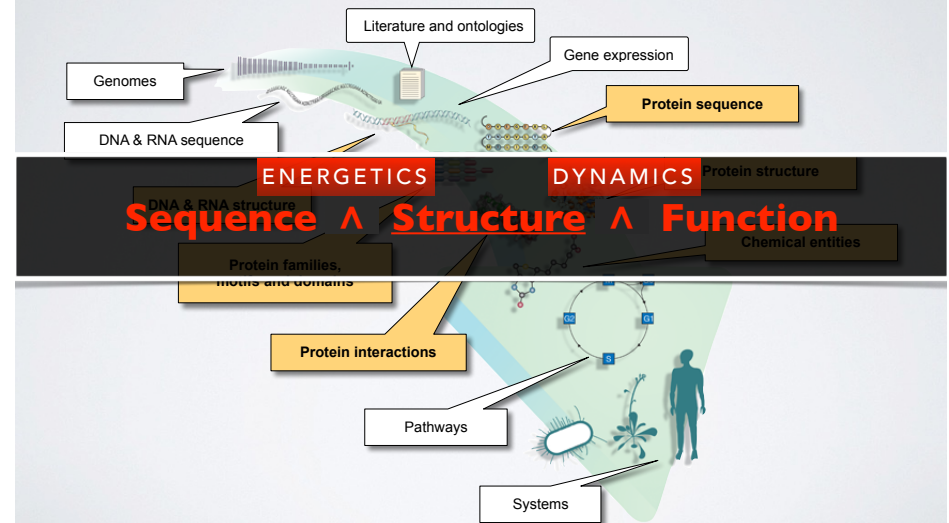 Literature and ontologies
Gene expression
Genomes
Protein sequence
DNA & RNA sequence
ENERGETICS
DYNAMICS
Protein structure
DNA & RNA structure
Sequence ∧ Structure ∧ Function
Chemical entities
Protein families,
motifs and domains
G2
G1
Protein interactions
S
Pathways
Systems